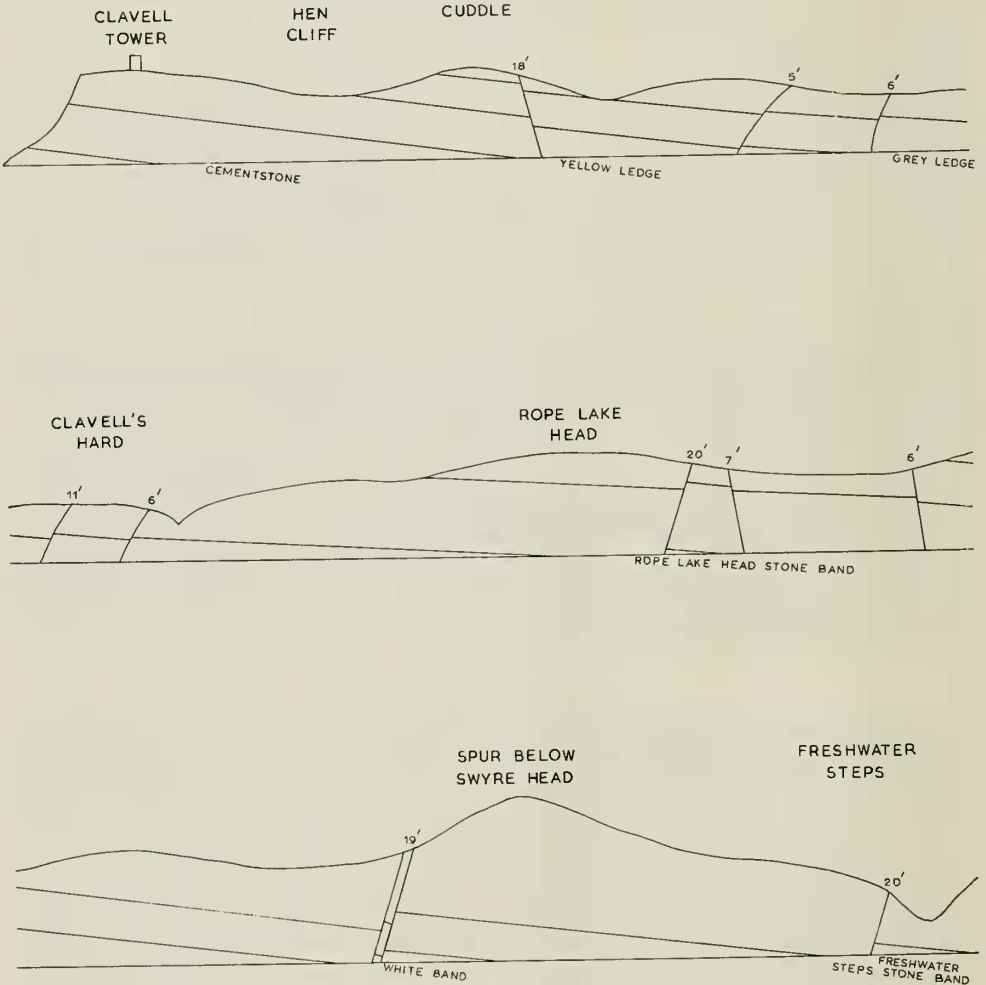 CLAVELL
TOWER
HEN
CLIFF
CUDDLE
18'
5'
6'
CEMENTSTONE
YELLOW LEDGE
GREY LEDGE
CLAVELL'S
HARD
ROPE LAKE
HEAD
11'
6'
20'
7'
6'
ROPE LAKE HEAD STONE BAND
SPUR BELOW
SWYRE HEAD
FRESHWATER
STEPS
19'
20'
WHITE BAND
FRESHWATER
STEPS STONE BAND